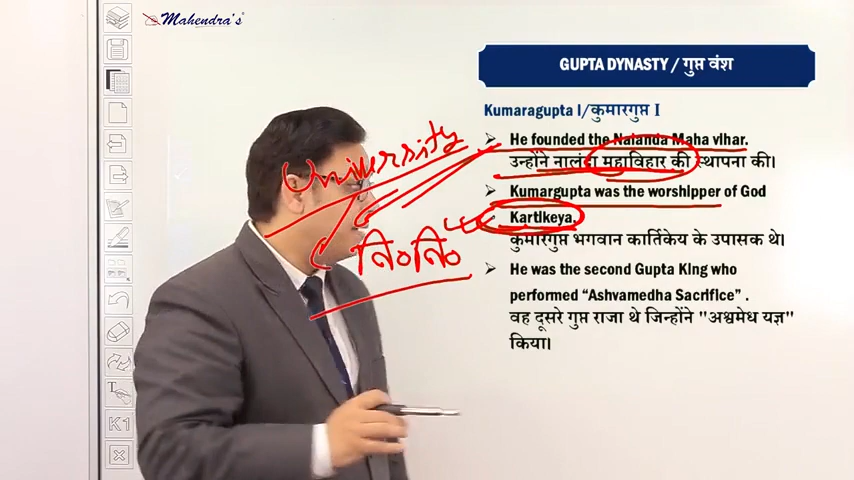 Mahendra's
GUPTA DYNASTY / गुप्त वंश
Kumaragupta I/कुमारगुप्त I
He founded the Nalanda Maha vihar.
उन्होंने नालंदा महाविहार की स्थापना की।
Kumargupta was the worshipper of God
Kartikeya,
कुमारगुप्त भगवान कार्तिकेय के उपासक थे।
He was the second Gupta King who
performed “Ashvamedha Sacrifice” .
वह दूसरे गुप्त राजा थे जिन्होंने "अश्वमेध यज्ञ"
किया।
University
वि०वि०
K1